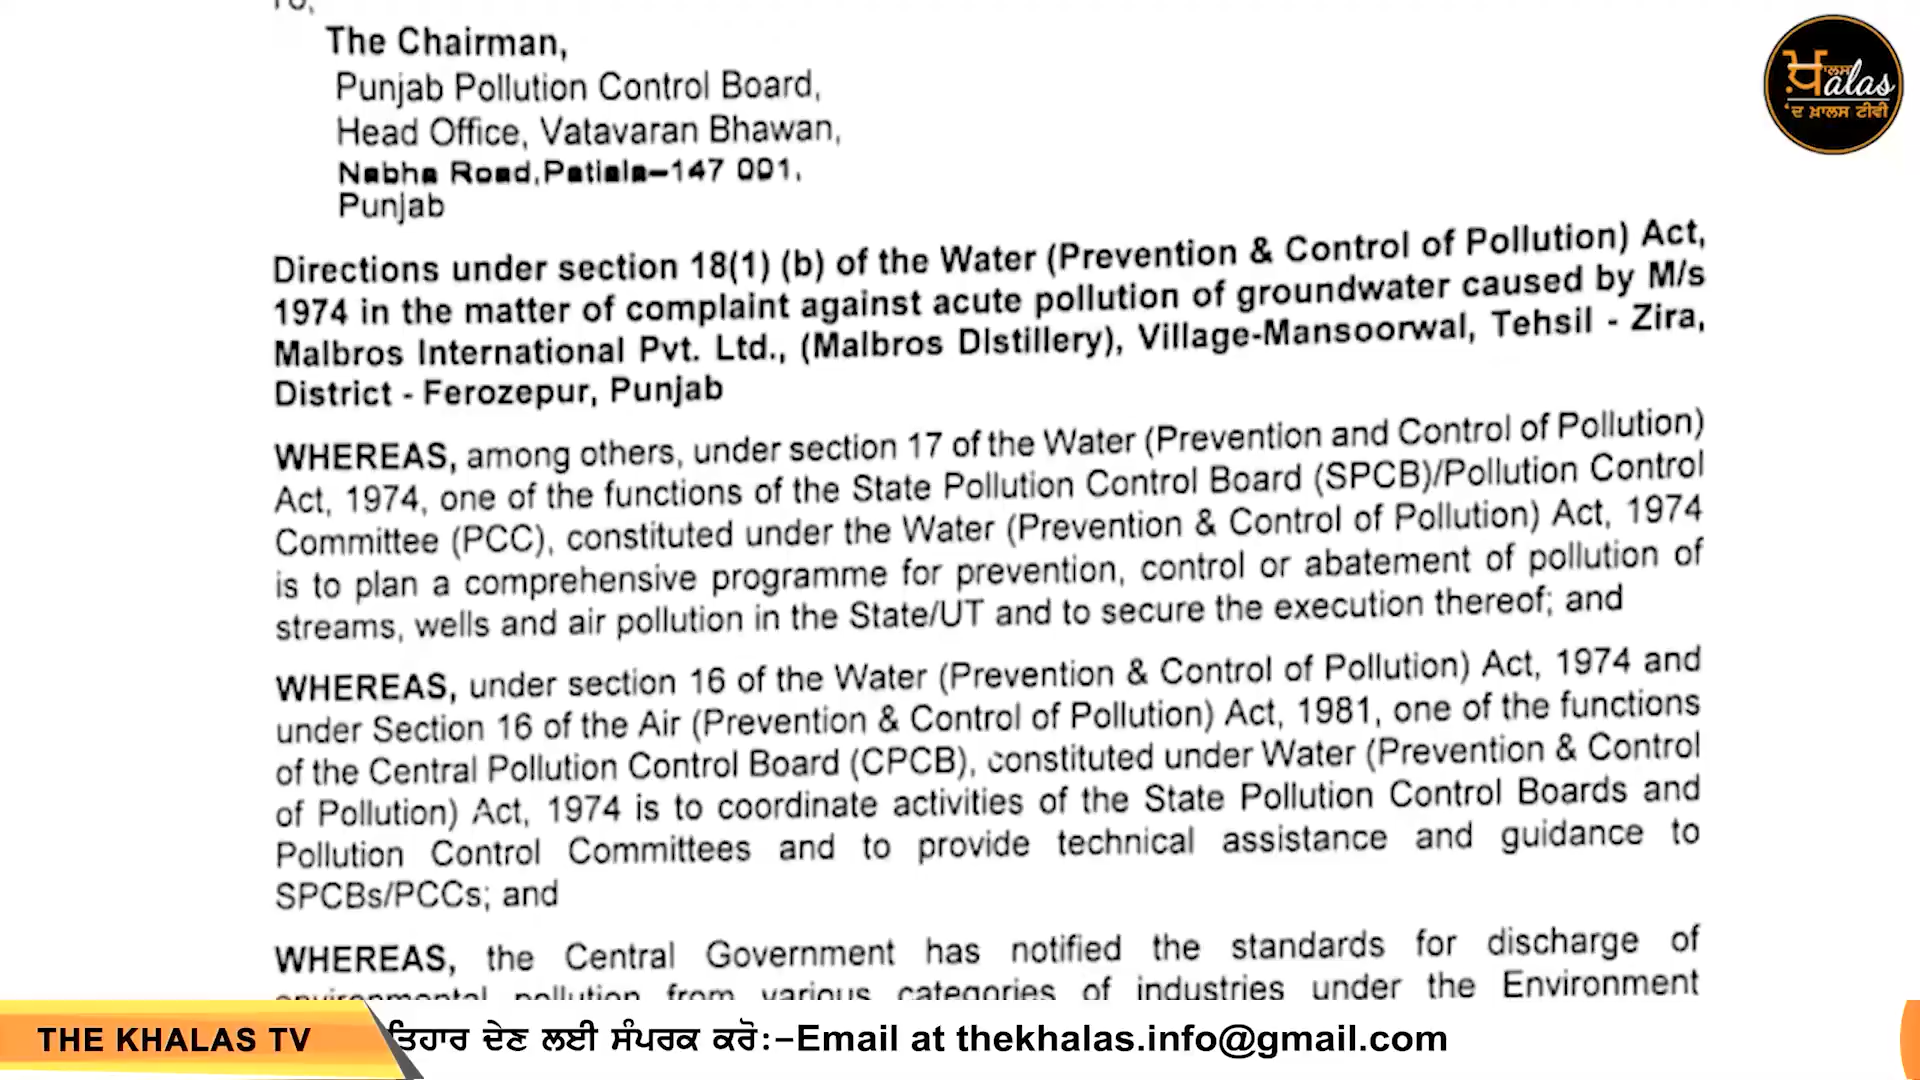 To,
The Chairman,
Punjab Pollution Control Board,
Head Office, Vatavaran Bhawan,
Nabha Road,Patiala-147 001,
Punjab
Directions under section 18(1) (b) of the Water (Prevention & Control of Pollution) Act,
1974 in the matter of complaint against acute pollution of groundwater caused by M/s
Malbros International Pvt. Ltd., (Malbros DIstillery), Village-Mansoorwal, Tehsil - Zira,
District - Ferozepur, Punjab
WHEREAS, among others, under section 17 of the Water (Prevention and Control of Pollution)
Act, 1974, one of the functions of the State Pollution Control Board (SPCB)/Pollution Control
Committee (PCC), constituted under the Water (Prevention & Control of Pollution) Act, 1974
is to plan a comprehensive programme for prevention, control or abatement of pollution of
streams, wells and air pollution in the State/UT and to secure the execution thereof; and
WHEREAS, under section 16 of the Water (Prevention & Control of Pollution) Act, 1974 and
under Section 16 of the Air (Prevention & Control of Pollution) Act, 1981, one of the functions
of the Central Pollution Control Board (CPCB), constituted under Water (Prevention & Control
of Pollution) Act, 1974 is to coordinate activities of the State Pollution Control Boards and
Pollution Control Committees and to provide technical assistance and guidance to
SPCBs/PCCs; and
WHEREAS, the Central Government has notified the standards for discharge of
environmental pollution from various categories of industries under the Environment
ਖ਼ਾਲਸ alas
'ਦ ਖ਼ਾਲਸ ਟੀਵੀ
THE KHALAS TV
ਤਿਹਾਰ ਦੇਣ ਲਈ ਸੰਪਰਕ ਕਰੋ:-Email at thekhalas.info@gmail.com